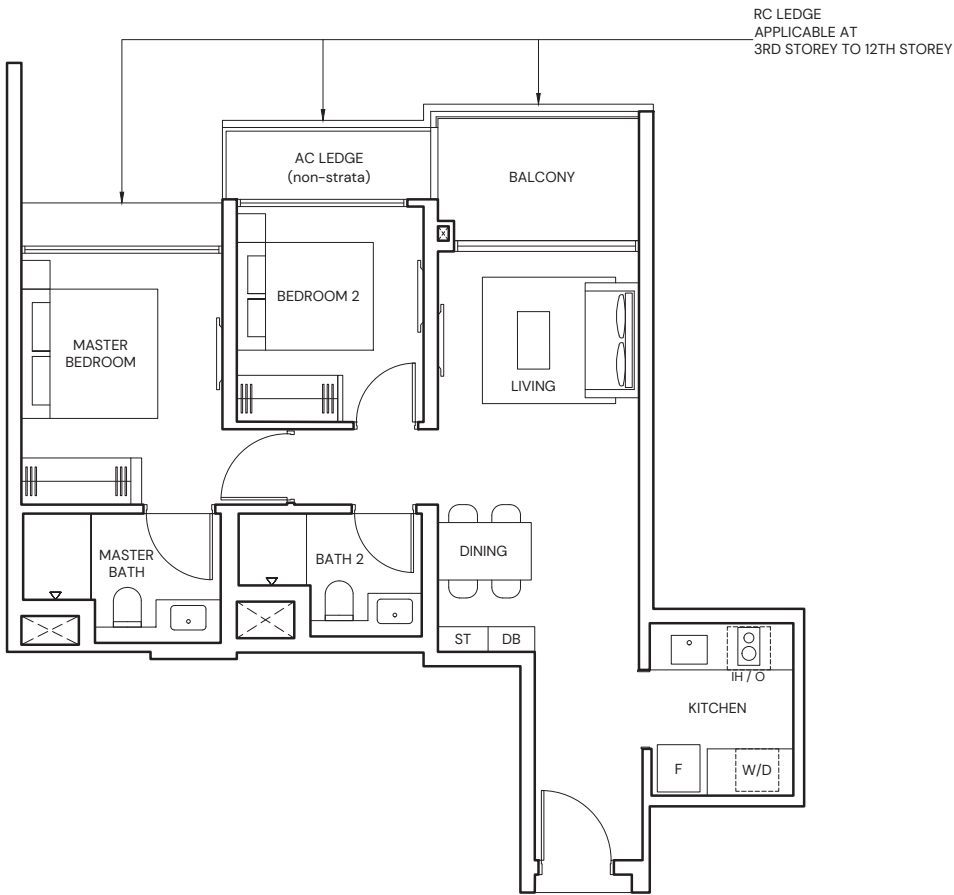 RC LEDGE
APPLICABLE AT
3RD STOREY TO 12TH STOREY
AC LEDGE
(non-strata)
BALCONY
BEDROOM 2
MASTER
BEDROOM
LIVING
MASTER
BATH
BATH 2
DINING
ST
DB
IH / O
KITCHEN
F
W/D